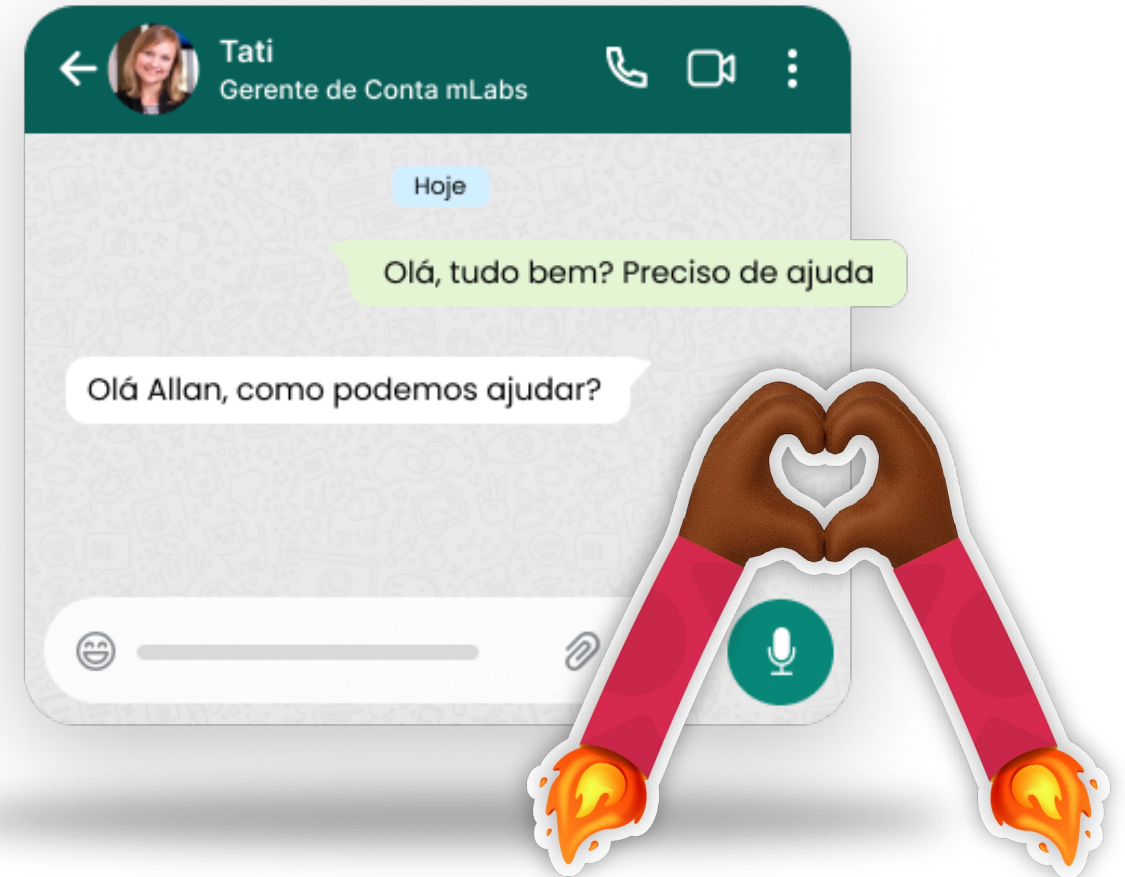 Tati
Gerente de Conta mLabs
Hoje
Olá, tudo bem? Preciso de ajuda
Olá Allan, como podemos ajudar?